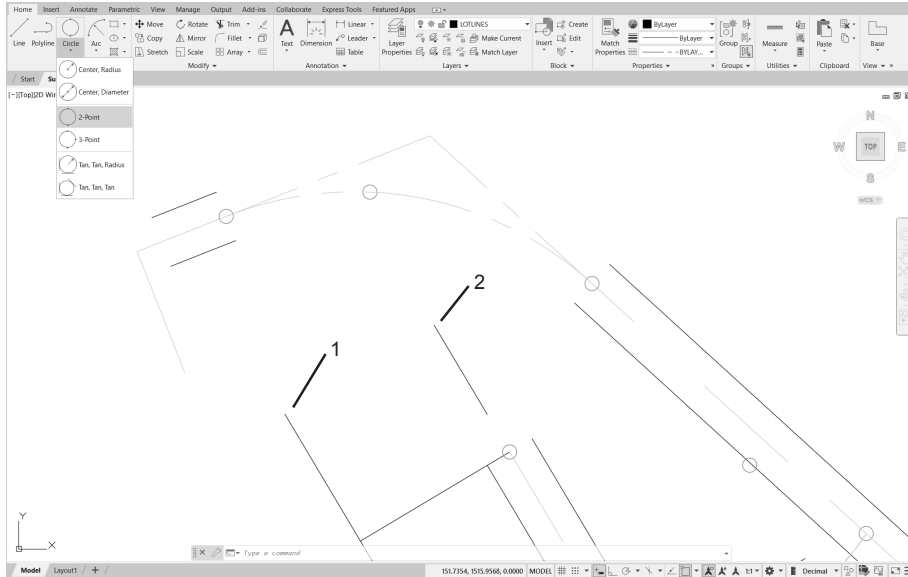 Home Insert Annotate Parametric View Manage Output Add-ins Collaborate Express Tools Featured Apps
Move Rotate Trim Linear LOTLINES Create ByLayer
Copy Mirror Fillet Leader Make Current Edit ByLayer
Stretch Scale Array Table Match Layer BYLAY...
Line Polyline Circle Arc Text Dimension Layer Properties Insert Match Properties Group Measure Paste Base
Modify Annotation Layers Block Properties Groups Utilities Clipboard View
Start Su
[−][Top][2D Wir
Center, Radius
Center, Diameter
2-Point
3-Point
Tan, Tan, Radius
Tan, Tan, Tan
N
W TOP E
S
WCS
2
1
Y
X
Type a command
Model Layout1 + 151.7354, 1515.9568, 0.0000 MODEL 1:1 Decimal